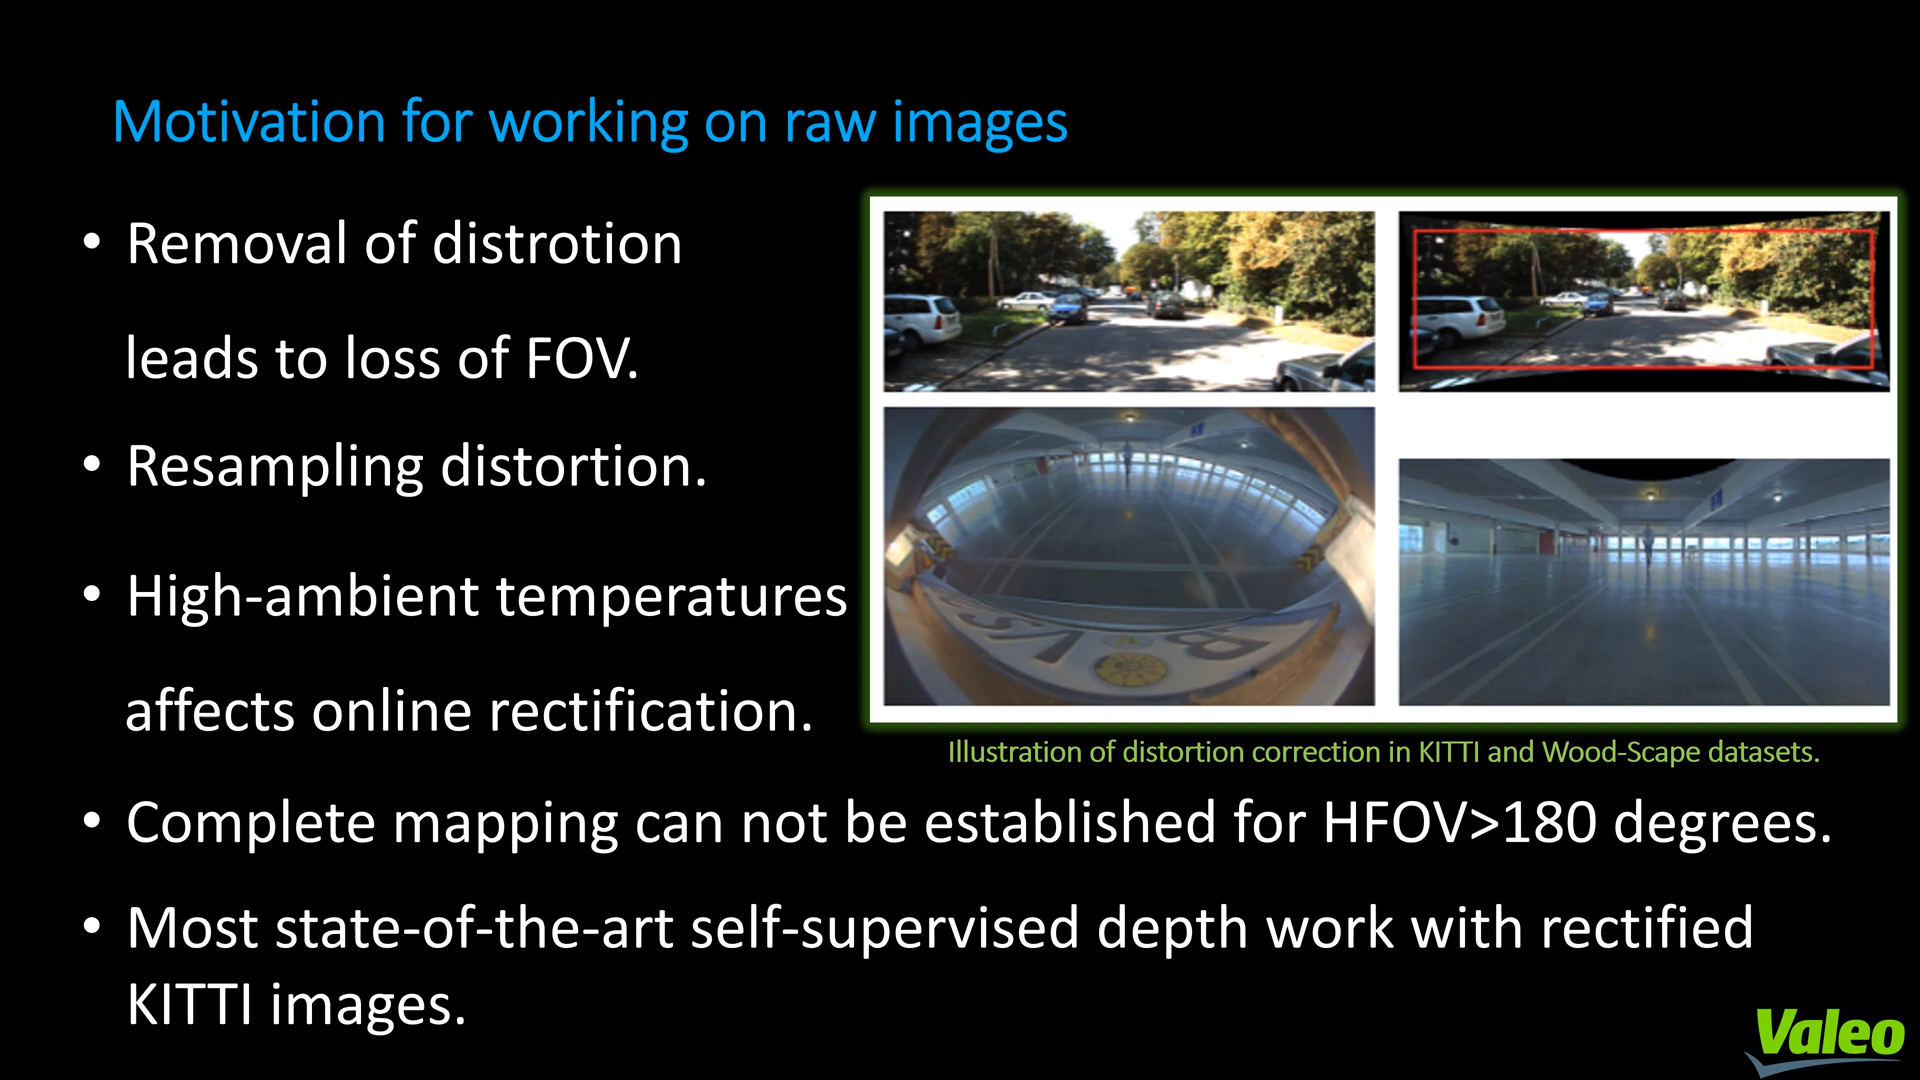 Motivation for working on raw images
• Removal of distrotion
leads to loss of FOV.
• Resampling distortion.
• High-ambient temperatures
affects online rectification.
Illustration of distortion correction in KITTI and Wood-Scape datasets.
• Complete mapping can not be established for HFOV>180 degrees.
• Most state-of-the-art self-supervised depth work with rectified
KITTI images.
Valeo